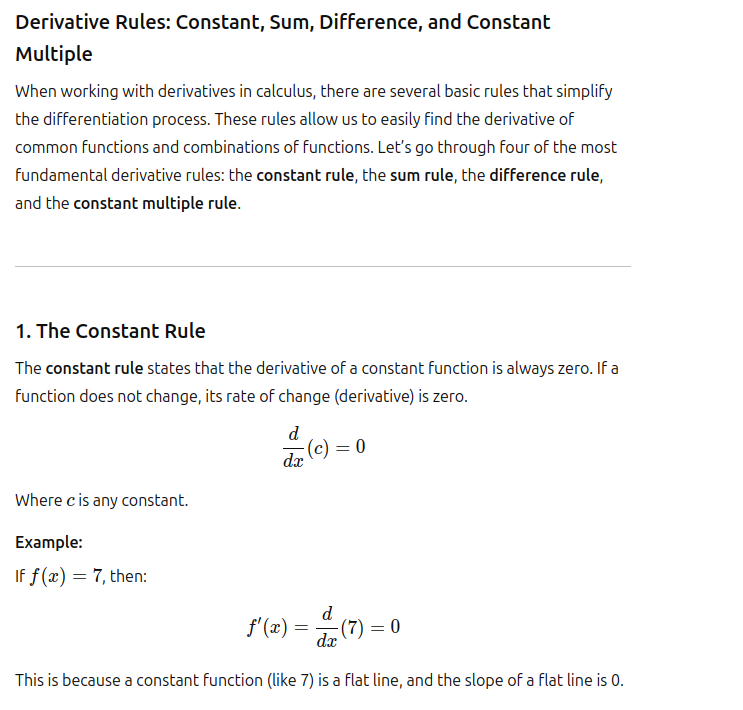 Derivative Rules: Constant, Sum, Difference, and Constant
Multiple
When working with derivatives in calculus, there are several basic rules that simplify
the differentiation process. These rules allow us to easily find the derivative of
common functions and combinations of functions. Let’s go through four of the most
fundamental derivative rules: the constant rule, the sum rule, the difference rule,
and the constant multiple rule.
1. The Constant Rule
The constant rule states that the derivative of a constant function is always zero. If a
function does not change, its rate of change (derivative) is zero.
d/dx (c) = 0
Where c is any constant.
Example:
If f(x) = 7, then:
f′(x) = d/dx (7) = 0
This is because a constant function (like 7) is a flat line, and the slope of a flat line is 0.